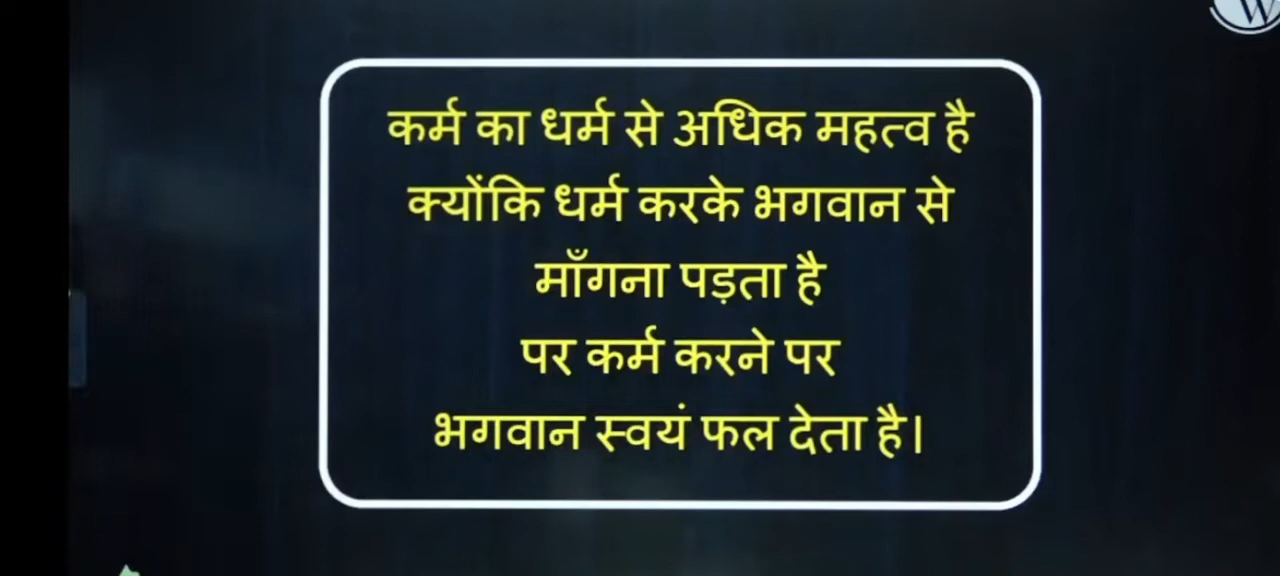 W
कर्म का धर्म से अधिक महत्व है
क्योंकि धर्म करके भगवान से
माँगना पड़ता है
पर कर्म करने पर
भगवान स्वयं फल देता है।